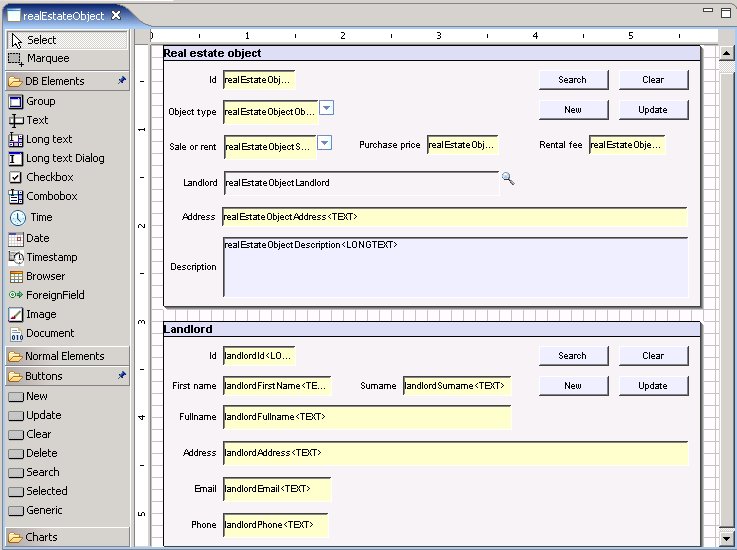 realEstateObject
Select
Marquee
DB Elements
Group
Text
Long text
Long text Dialog
Checkbox
Combobox
Time
Date
Timestamp
Browser
ForeignField
Image
Document
Normal Elements
Buttons
New
Update
Clear
Delete
Search
Selected
Generic
Charts
0 1 2 3 4 5
1
2
3
4
5
Real estate object
Id realEstateObj... Search Clear
Object type realEstateObjectOb... New Update
Sale or rent realEstateObjectS... Purchase price realEstateObj... Rental fee realEstateObje...
Landlord realEstateObjectLandlord
Address realEstateObjectAddress<TEXT>
Description realEstateObjectDescription<LONGTEXT>
Landlord
Id landlordId<LO... Search Clear
First name landlordFirstName<TE... Surname landlordSurname<TEXT> New Update
Fullname landlordFullname<TEXT>
Address landlordAddress<TEXT>
Email landlordEmail<TEXT>
Phone landlordPhone<TEXT>